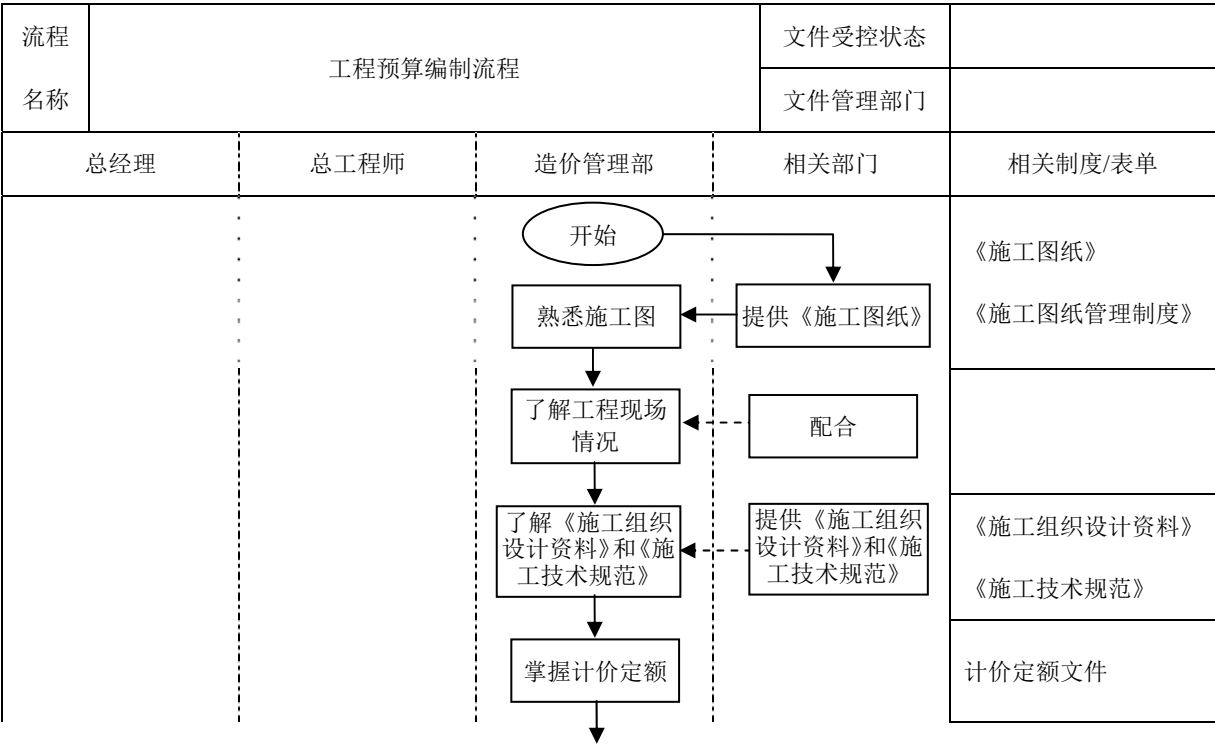 流程
名称
工程预算编制流程
文件受控状态
文件管理部门
总经理
总工程师
造价管理部
相关部门
相关制度/表单
开始
《施工图纸》
熟悉施工图
提供《施工图纸》
《施工图纸管理制度》
了解工程现场
情况
配合
了解《施工组织
设计资料》和《施
工技术规范》
提供《施工组织
设计资料》和《施
工技术规范》
《施工组织设计资料》
《施工技术规范》
掌握计价定额
计价定额文件